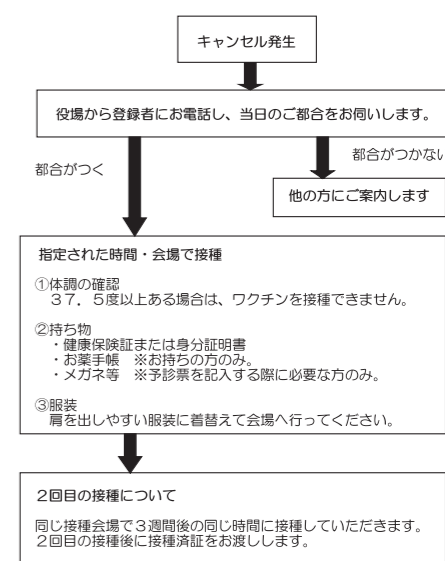 キャンセル発生
役場から登録者にお電話し、当日のご都合をお伺いします。
都合がつく
都合がつかない
他の方にご案内します
指定された時間・会場で接種
①体調の確認
３７．５度以上ある場合は、ワクチンを接種できません。
②持ち物
・健康保険証または身分証明書
・お薬手帳　※お持ちの方のみ。
・メガネ等　※予診票を記入する際に必要な方のみ。
③服装
肩を出しやすい服装に着替えて会場へ行ってください。
２回目の接種について
同じ接種会場で３週間後の同じ時間に接種していただきます。
２回目の接種後に接種済証をお渡しします。